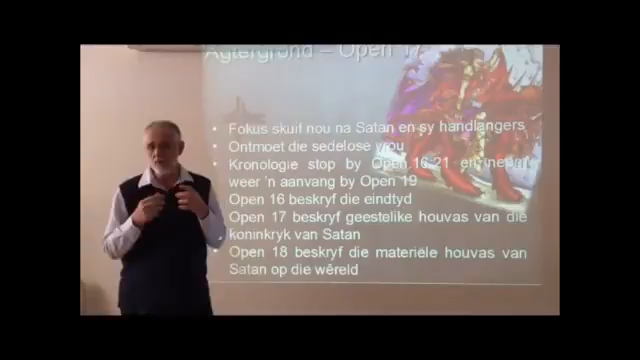 Agtergrond – Open 17
• Fokus skuif nou na Satan en sy handlangers
• Ontmoet die sedelose vrou
• Kronologie stop by Open 16:21 en neem
weer 'n aanvang by Open 19
Open 16 beskryf die eindtyd
Open 17 beskryf geestelike houvas van die
koninkryk van Satan
• Open 18 beskryf die materiële houvas van
Satan op die wêreld